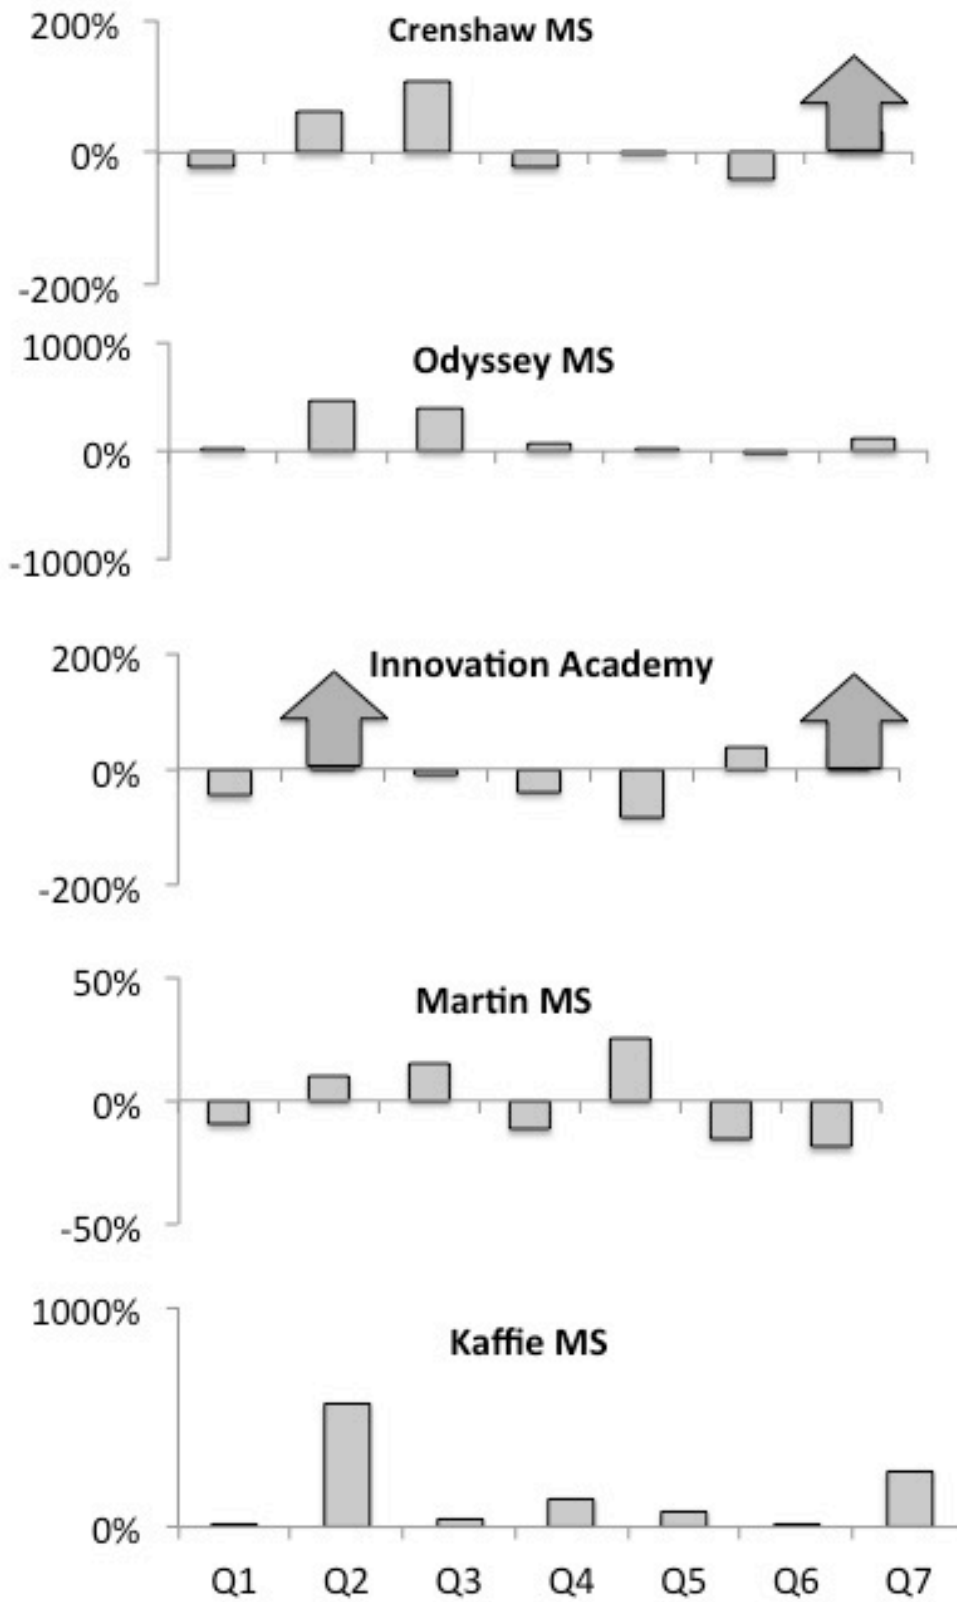 200%
Crenshaw MS
0%
-200%
1000%
Odyssey MS
0%
-1000%
200%
Innovation Academy
0%
-200%
50%
Martin MS
0%
-50%
1000%
Kaffie MS
0%
Q1 Q2 Q3 Q4 Q5 Q6 Q7